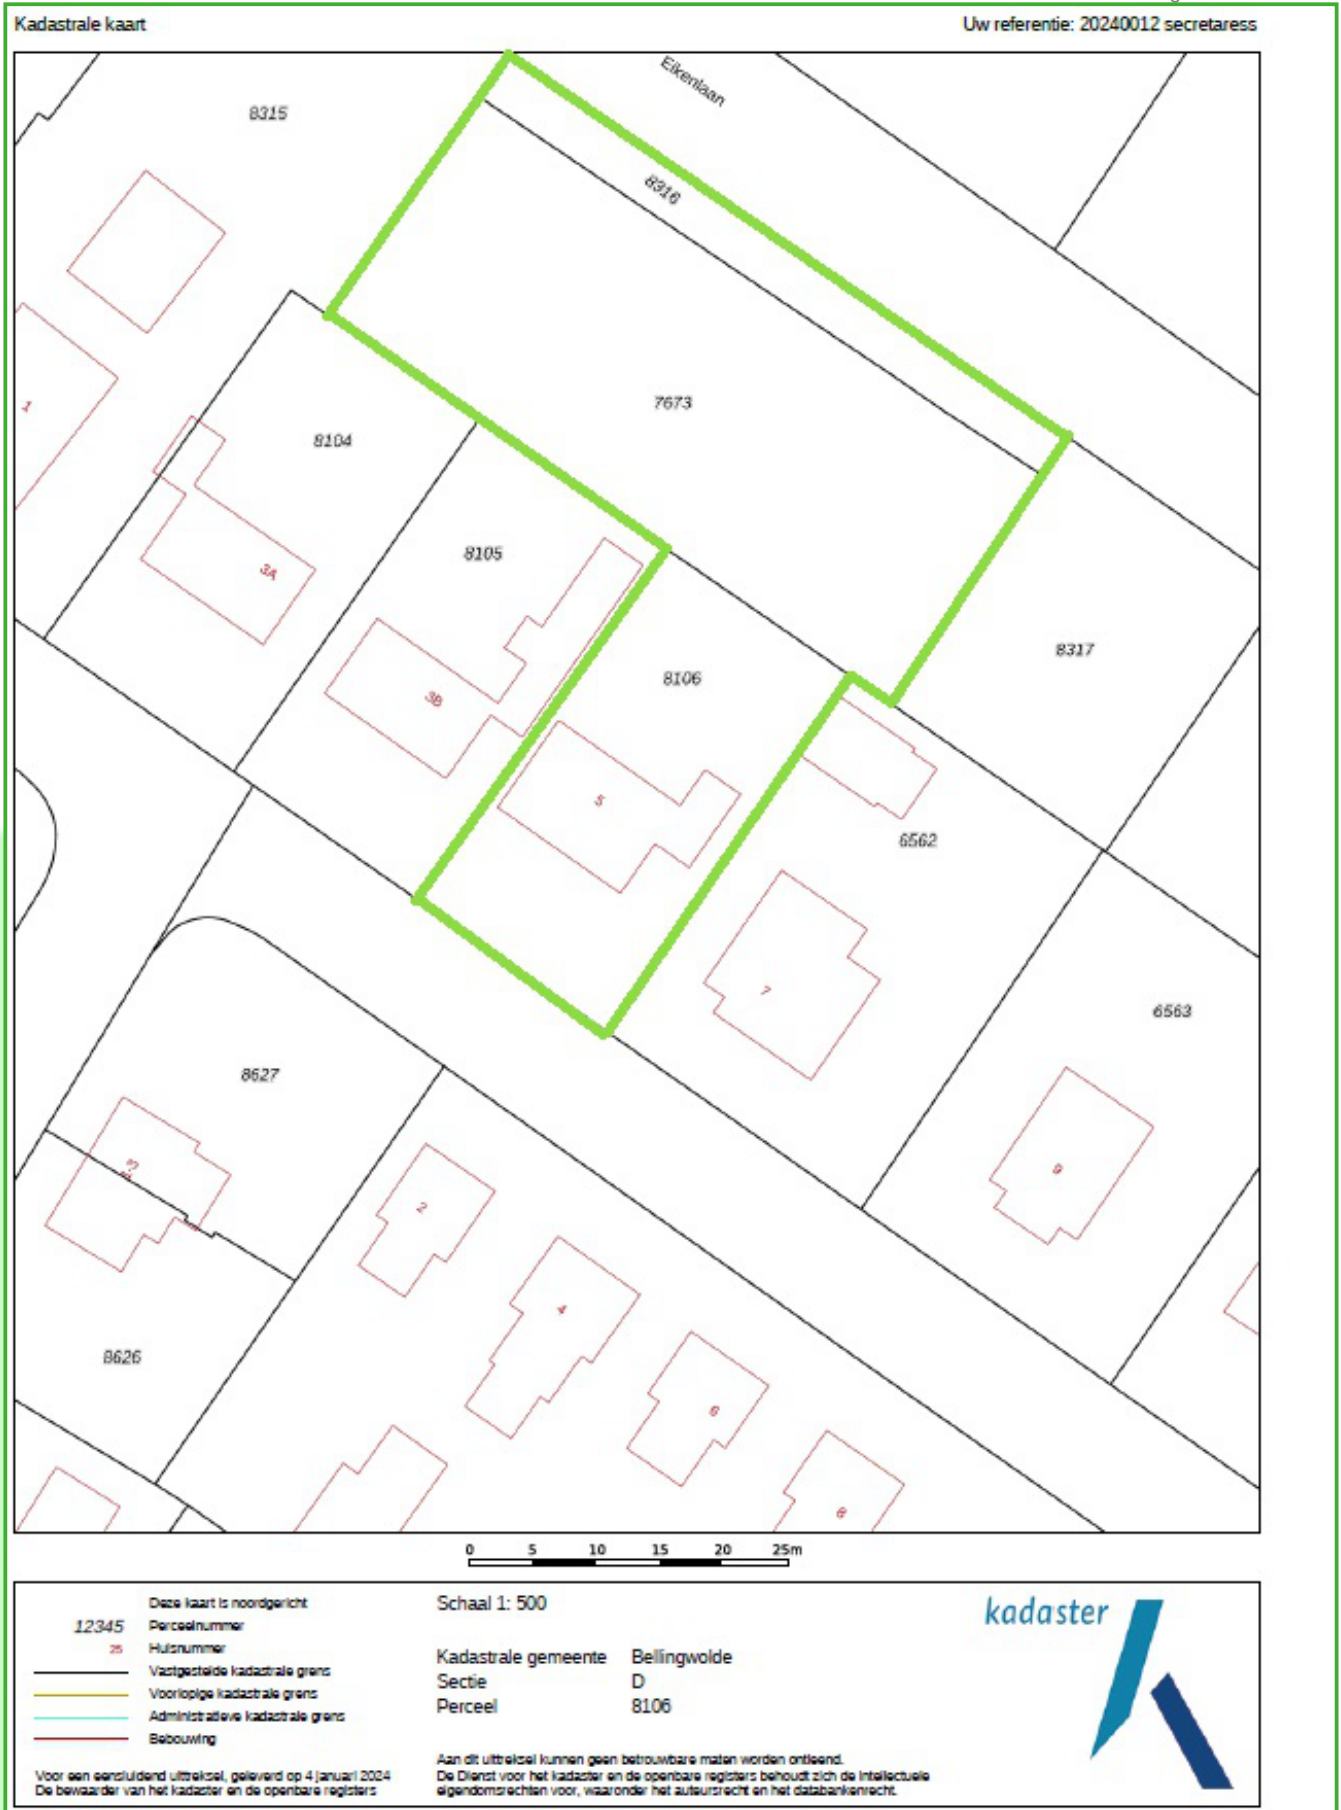 Kadastrale kaart
Uw referentie: 20240012 secretaress
Eikenlaan
8315
8316
7673
1
8104
3A
8105
3B
8106
5
8317
6562
7
6563
9
8627
2
4
8626
6
8
0 5 10 15 20 25m
Deze kaart is noordgericht
12345 Perceelnummer
25 Huisnummer
Vastgestelde kadastrale grens
Voorlopige kadastrale grens
Administratieve kadastrale grens
Bebouwing
Voor een eensluidend uittreksel, geleverd op 4 januari 2024
De bewaarder van het kadaster en de openbare registers
Schaal 1: 500
Kadastrale gemeente Bellingwolde
Sectie D
Perceel 8106
Aan dit uittreksel kunnen geen betrouwbare maten worden ontleend.
De Dienst voor het kadaster en de openbare registers behoudt zich de intellectuele
eigendomsrechten voor, waaronder het auteursrecht en het databankenrecht.
kadaster